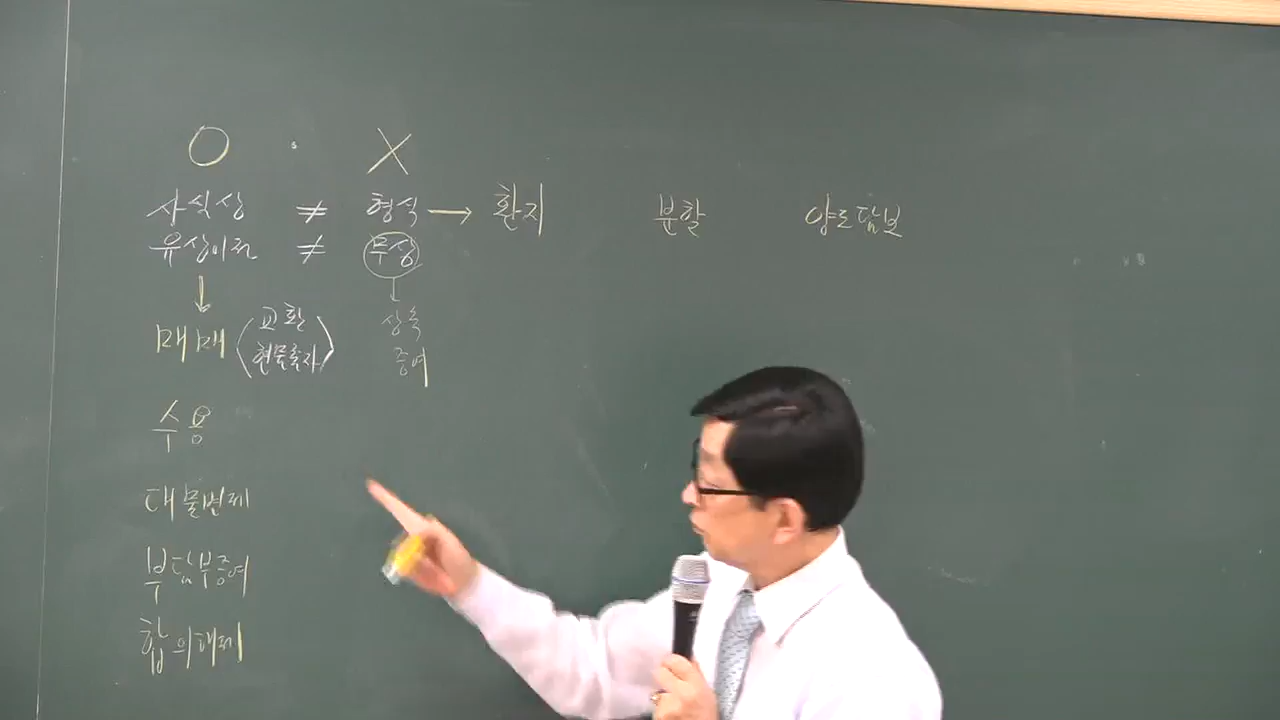 O · X
사식상 ≠ 형식 → 환지 분할 양도담보
유상이전 ≠ 무상
↓ ↓
매매 (교환 현물출자) 상속 증여
수용
대물변제
부담부증여
합의해제